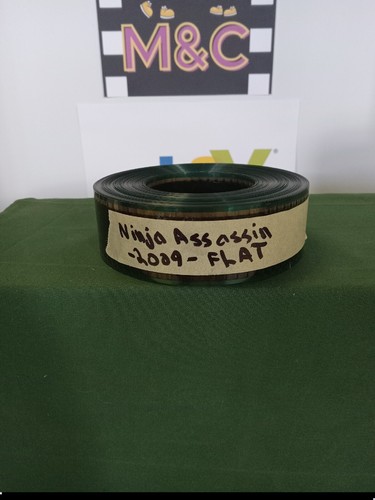 M&C
Ninja Assassin
-2009- FLAT